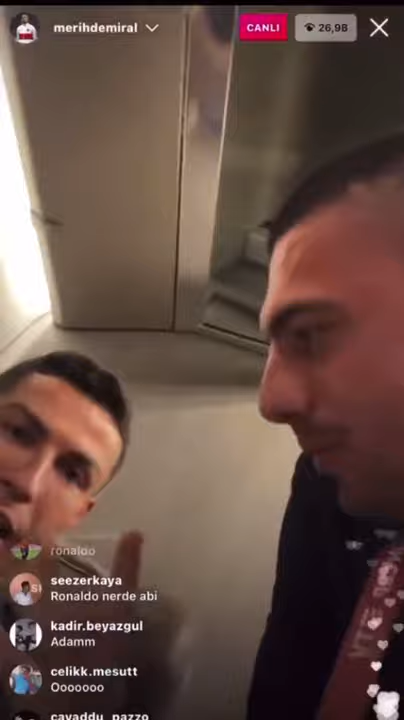 merihdemiral
CANLI
26,98
ronaldo
seezerkaya
Ronaldo nerde abi
kadir.beyazgul
Adamm
celikk.mesutt
Ooooooo
cavaddu_pazzo